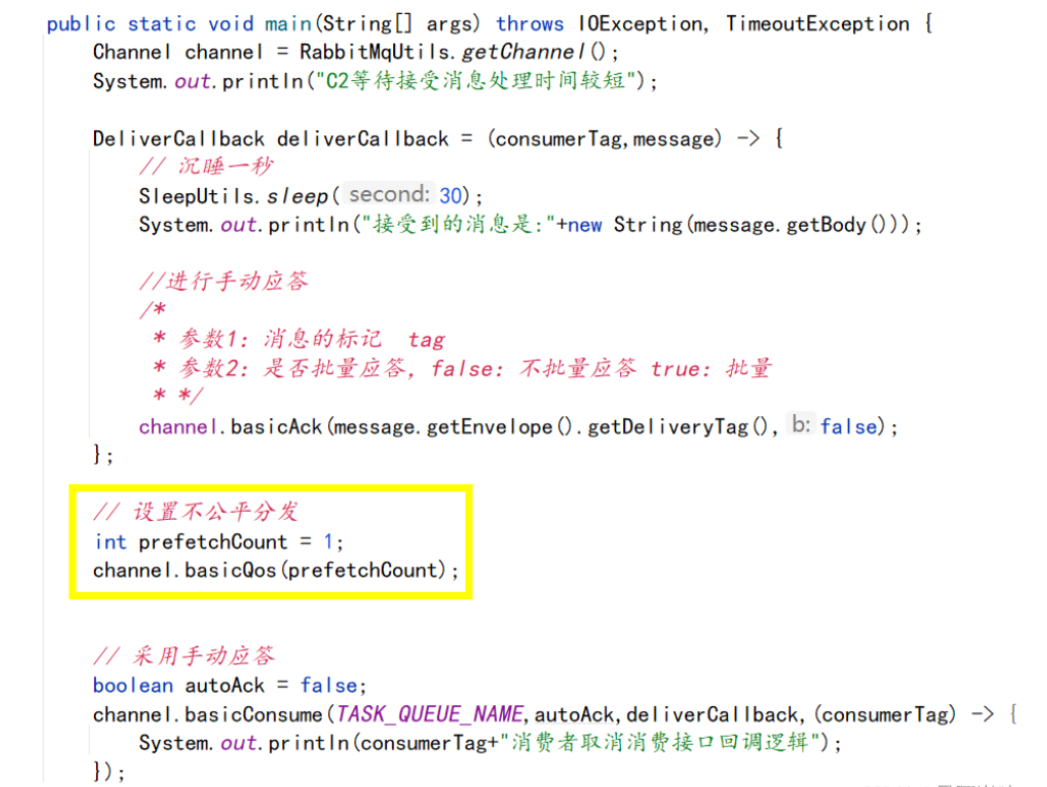 public static void main(String[] args) throws IOException, TimeoutException {
Channel channel = RabbitMqUtils.getChannel();
System.out.println("C2等待接受消息处理时间较短");
DeliverCallback deliverCallback = (consumerTag,message) -> {
// 沉睡一秒
SleepUtils.sleep( second: 30);
System.out.println("接受到的消息是:"+new String(message.getBody()));
//进行手动应答
/*
* 参数1: 消息的标记 tag
* 参数2: 是否批量应答, false: 不批量应答 true: 批量
* */
channel.basicAck(message.getEnvelope().getDeliveryTag(), b: false);
};
// 设置不公平分发
int prefetchCount = 1;
channel.basicQos(prefetchCount);
// 采用手动应答
boolean autoAck = false;
channel.basicConsume(TASK_QUEUE_NAME,autoAck,deliverCallback,(consumerTag) -> {
System.out.println(consumerTag+"消费者取消消费接口回调逻辑");
});